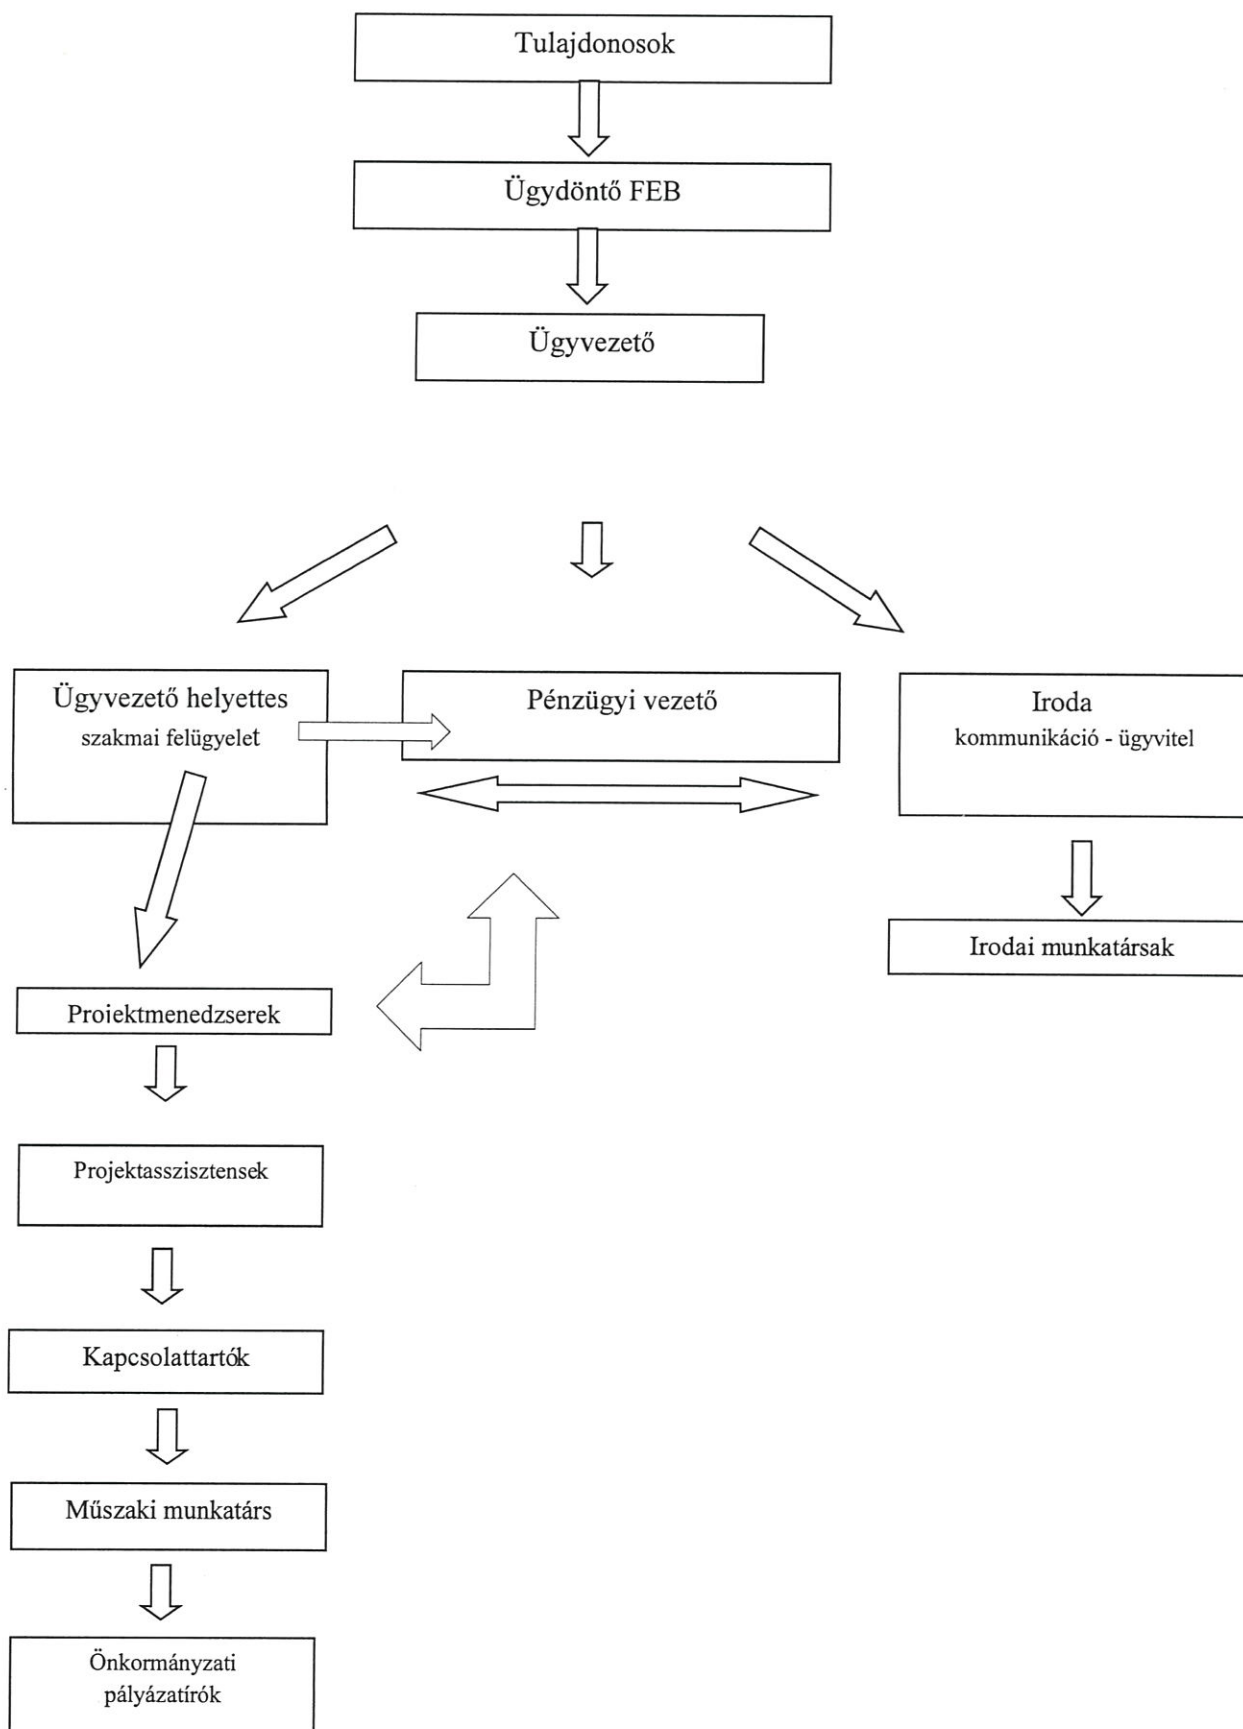 Tulajdonosok
Ügydöntő FEB
Ügyvezető
Ügyvezető helyettes
szakmai felügyelet
Pénzügyi vezető
Iroda
kommunikáció - ügyvitel
Irodai munkatársak
Projektmenedzserek
Projektasszisztensek
Kapcsolattartók
Műszaki munkatárs
Önkormányzati
pályázatírók